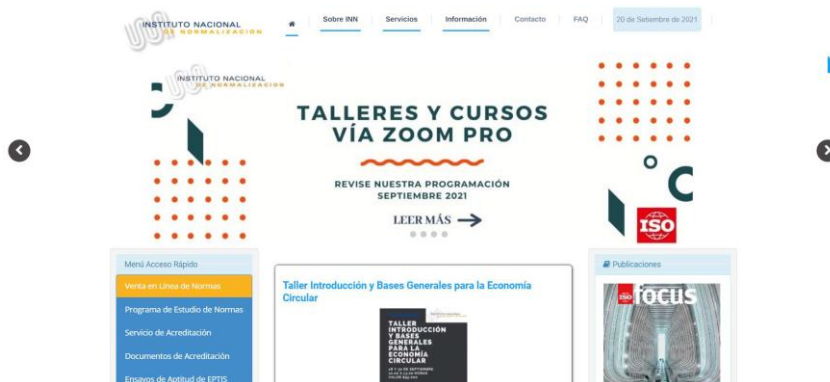 INSTITUTO NACIONAL
DE NORMALIZACION
Sobre INN
Servicios
Información
Contacto
FAQ
20 de Setembre de 2021
INSTITUTO NACIONAL
DE NORMALIZACION
TALLERES Y CURSOS
VÍA ZOOM PRO
REVISE NUESTRA PROGRAMACIÓN
SEPTIEMBRE 2021
LEER MÁS
ISO
Menú Acceso Rápido
Venta en Línea de Normas
Programa de Estudio de Normas
Servicio de Acreditación
Documentos de Acreditación
Ensayos de Aptitud de EPTIS
Taller Introducción y Bases Generales para la Economía
Circular
TALLER
INTRODUCCIÓN
Y BASES
GENERALES
PARA LA
ECONOMÍA
CIRCULAR
Publicaciones
ISO focus